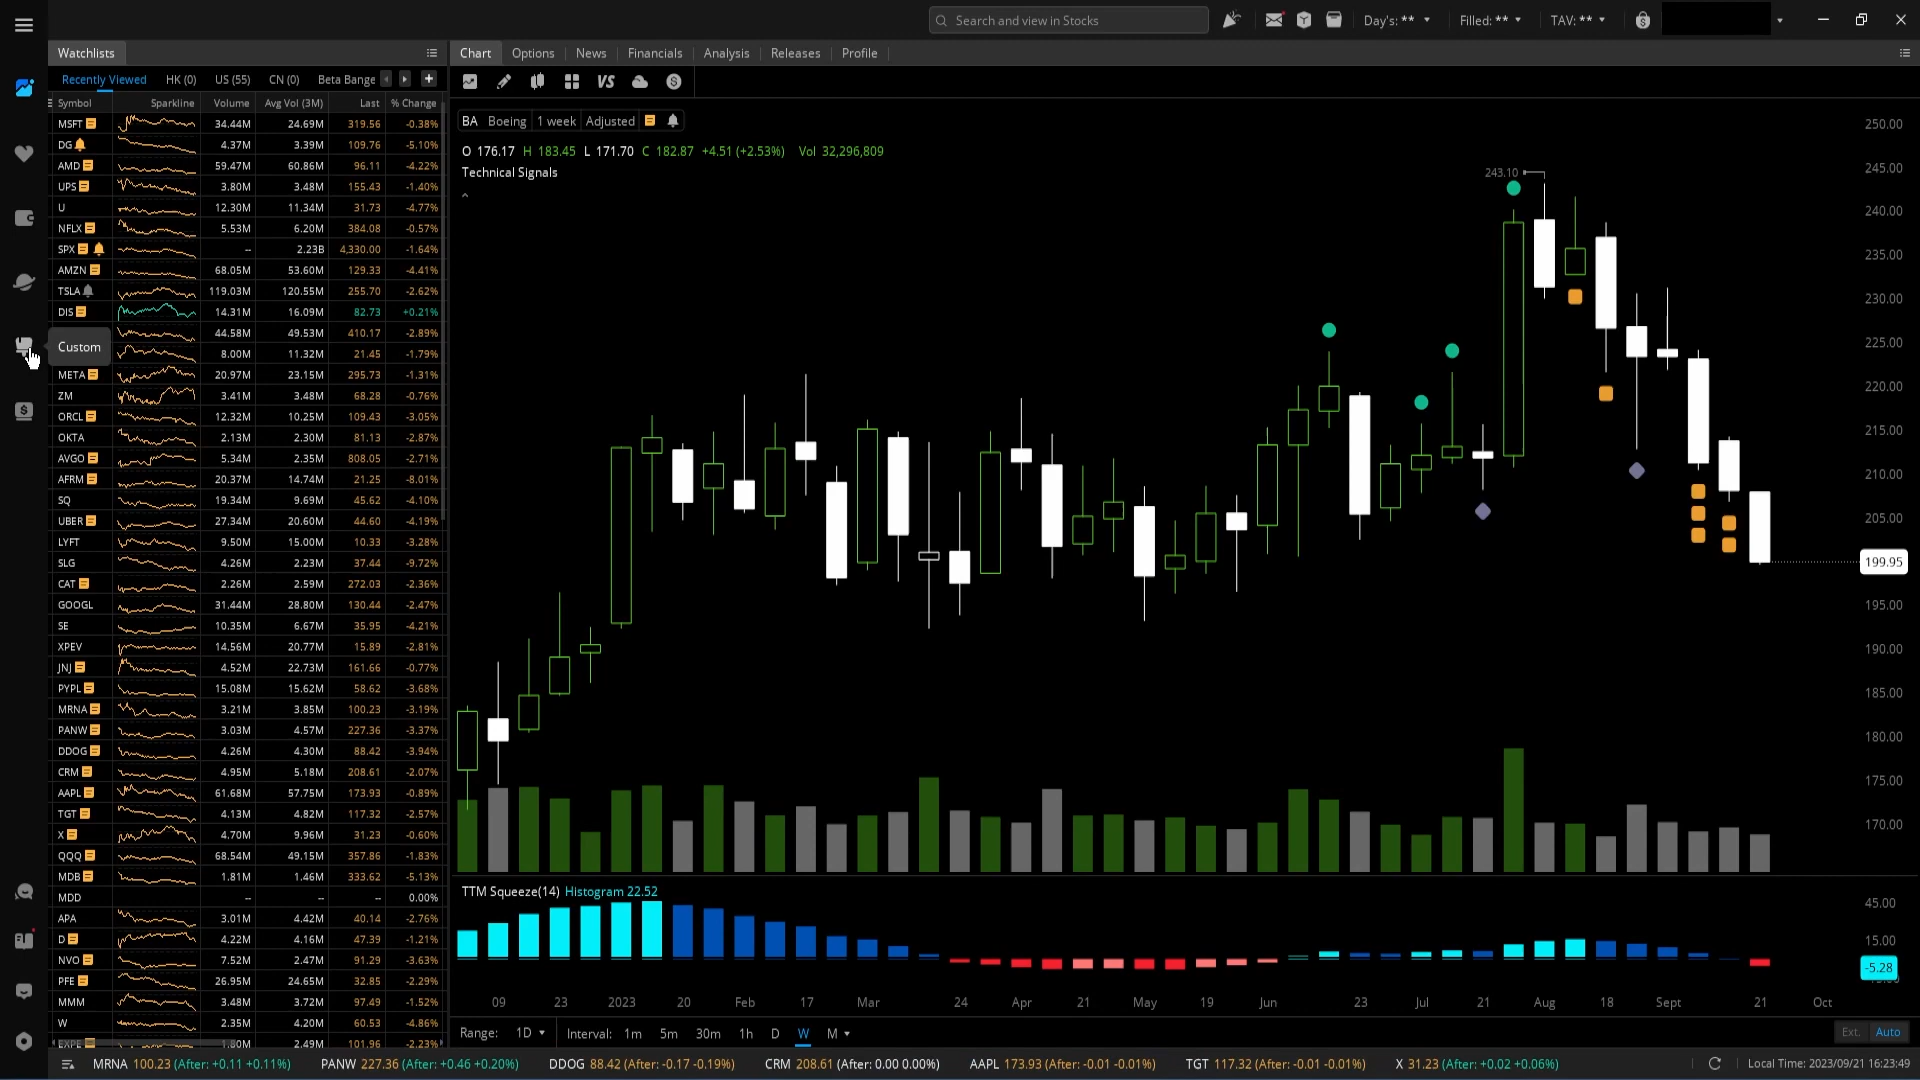 Search and view in Stocks
Day's: **
Filled: **
TAV: **
Watchlists
Chart Options News Financials Analysis Releases Profile
Recently Viewed HK (0) US (55) CN (0) Beta Bange
VS
Symbol Sparkline Volume Avg Vol (3M) Last % Change
MSFT 34.44M 24.69M 319.56 -0.38%
DG 4.37M 3.39M 109.76 -5.10%
AMD 59.47M 60.86M 96.11 -4.22%
UPS 3.80M 3.48M 155.43 -1.40%
U 12.30M 11.34M 31.73 -4.77%
NFLX 5.53M 6.20M 384.08 -0.57%
SPX -- 2.23B 4,330.00 -1.64%
AMZN 68.05M 53.60M 129.33 -4.41%
TSLA 119.03M 120.55M 255.70 -2.62%
DIS 14.31M 16.09M 82.73 +0.21%
44.58M 49.53M 410.17 -2.89%
Custom
8.00M 11.32M 21.45 -1.79%
META 20.97M 23.15M 295.73 -1.31%
ZM 3.41M 3.48M 68.28 -0.76%
ORCL 12.32M 10.25M 109.43 -3.05%
OKTA 2.13M 2.30M 81.13 -2.87%
AVGO 5.34M 2.35M 808.05 -2.71%
AFRM 20.37M 14.74M 21.25 -8.01%
SQ 19.34M 9.69M 45.62 -4.10%
UBER 27.34M 20.60M 44.60 -4.19%
LYFT 9.50M 15.00M 10.33 -3.28%
SLG 4.26M 2.23M 37.44 -9.72%
CAT 2.26M 2.59M 272.03 -2.36%
GOOGL 31.44M 28.80M 130.44 -2.47%
SE 10.35M 6.67M 35.95 -4.21%
XPEV 14.56M 20.77M 15.89 -2.81%
JNJ 4.52M 22.73M 161.66 -0.77%
PYPL 15.08M 15.62M 58.62 -3.68%
MRNA 3.21M 3.85M 100.23 -3.19%
PANW 3.03M 4.57M 227.36 -3.37%
DDOG 4.26M 4.30M 88.42 -3.94%
CRM 4.95M 5.18M 208.61 -2.07%
AAPL 61.68M 57.75M 173.93 -0.89%
TGT 4.13M 4.82M 117.32 -2.57%
X 4.70M 9.96M 31.23 -0.60%
QQQ 68.54M 49.15M 357.86 -1.83%
MDB 1.81M 1.46M 333.62 -5.13%
MDD -- -- -- 0.00%
APA 3.01M 4.42M 40.14 -2.76%
D 4.22M 4.16M 47.39 -1.21%
NVO 7.52M 2.47M 91.29 -3.63%
PFE 26.95M 24.65M 32.85 -2.29%
MMM 3.48M 3.72M 97.49 -1.52%
W 2.35M 4.20M 60.53 -4.86%
EXPE 2.49M 101.96 -2.23%
BA Boeing 1 week Adjusted
O 176.17 H 183.45 L 171.70 C 182.87 +4.51 (+2.53%) Vol 32,296,809
Technical Signals
243.10
250.00
245.00
240.00
235.00
230.00
225.00
220.00
215.00
210.00
205.00
199.95
195.00
190.00
185.00
180.00
175.00
170.00
TTM Squeeze(14) Histogram 22.52
45.00
15.00
-5.28
09 23 2023 20 Feb 17 Mar 24 Apr 21 May 19 Jun 23 Jul 21 Aug 18 Sept 21 Oct
Range: 1D Interval: 1m 5m 30m 1h D W M
Ext. Auto
MRNA 100.23 (After: +0.11 +0.11%) PANW 227.36 (After: +0.46 +0.20%) DDOG 88.42 (After: -0.17 -0.19%) CRM 208.61 (After: 0.00 0.00%) AAPL 173.93 (After: -0.01 -0.01%) TGT 117.32 (After: -0.01 -0.01%) X 31.23 (After: +0.02 +0.06%) Local Time: 2023/09/21 16:23:49